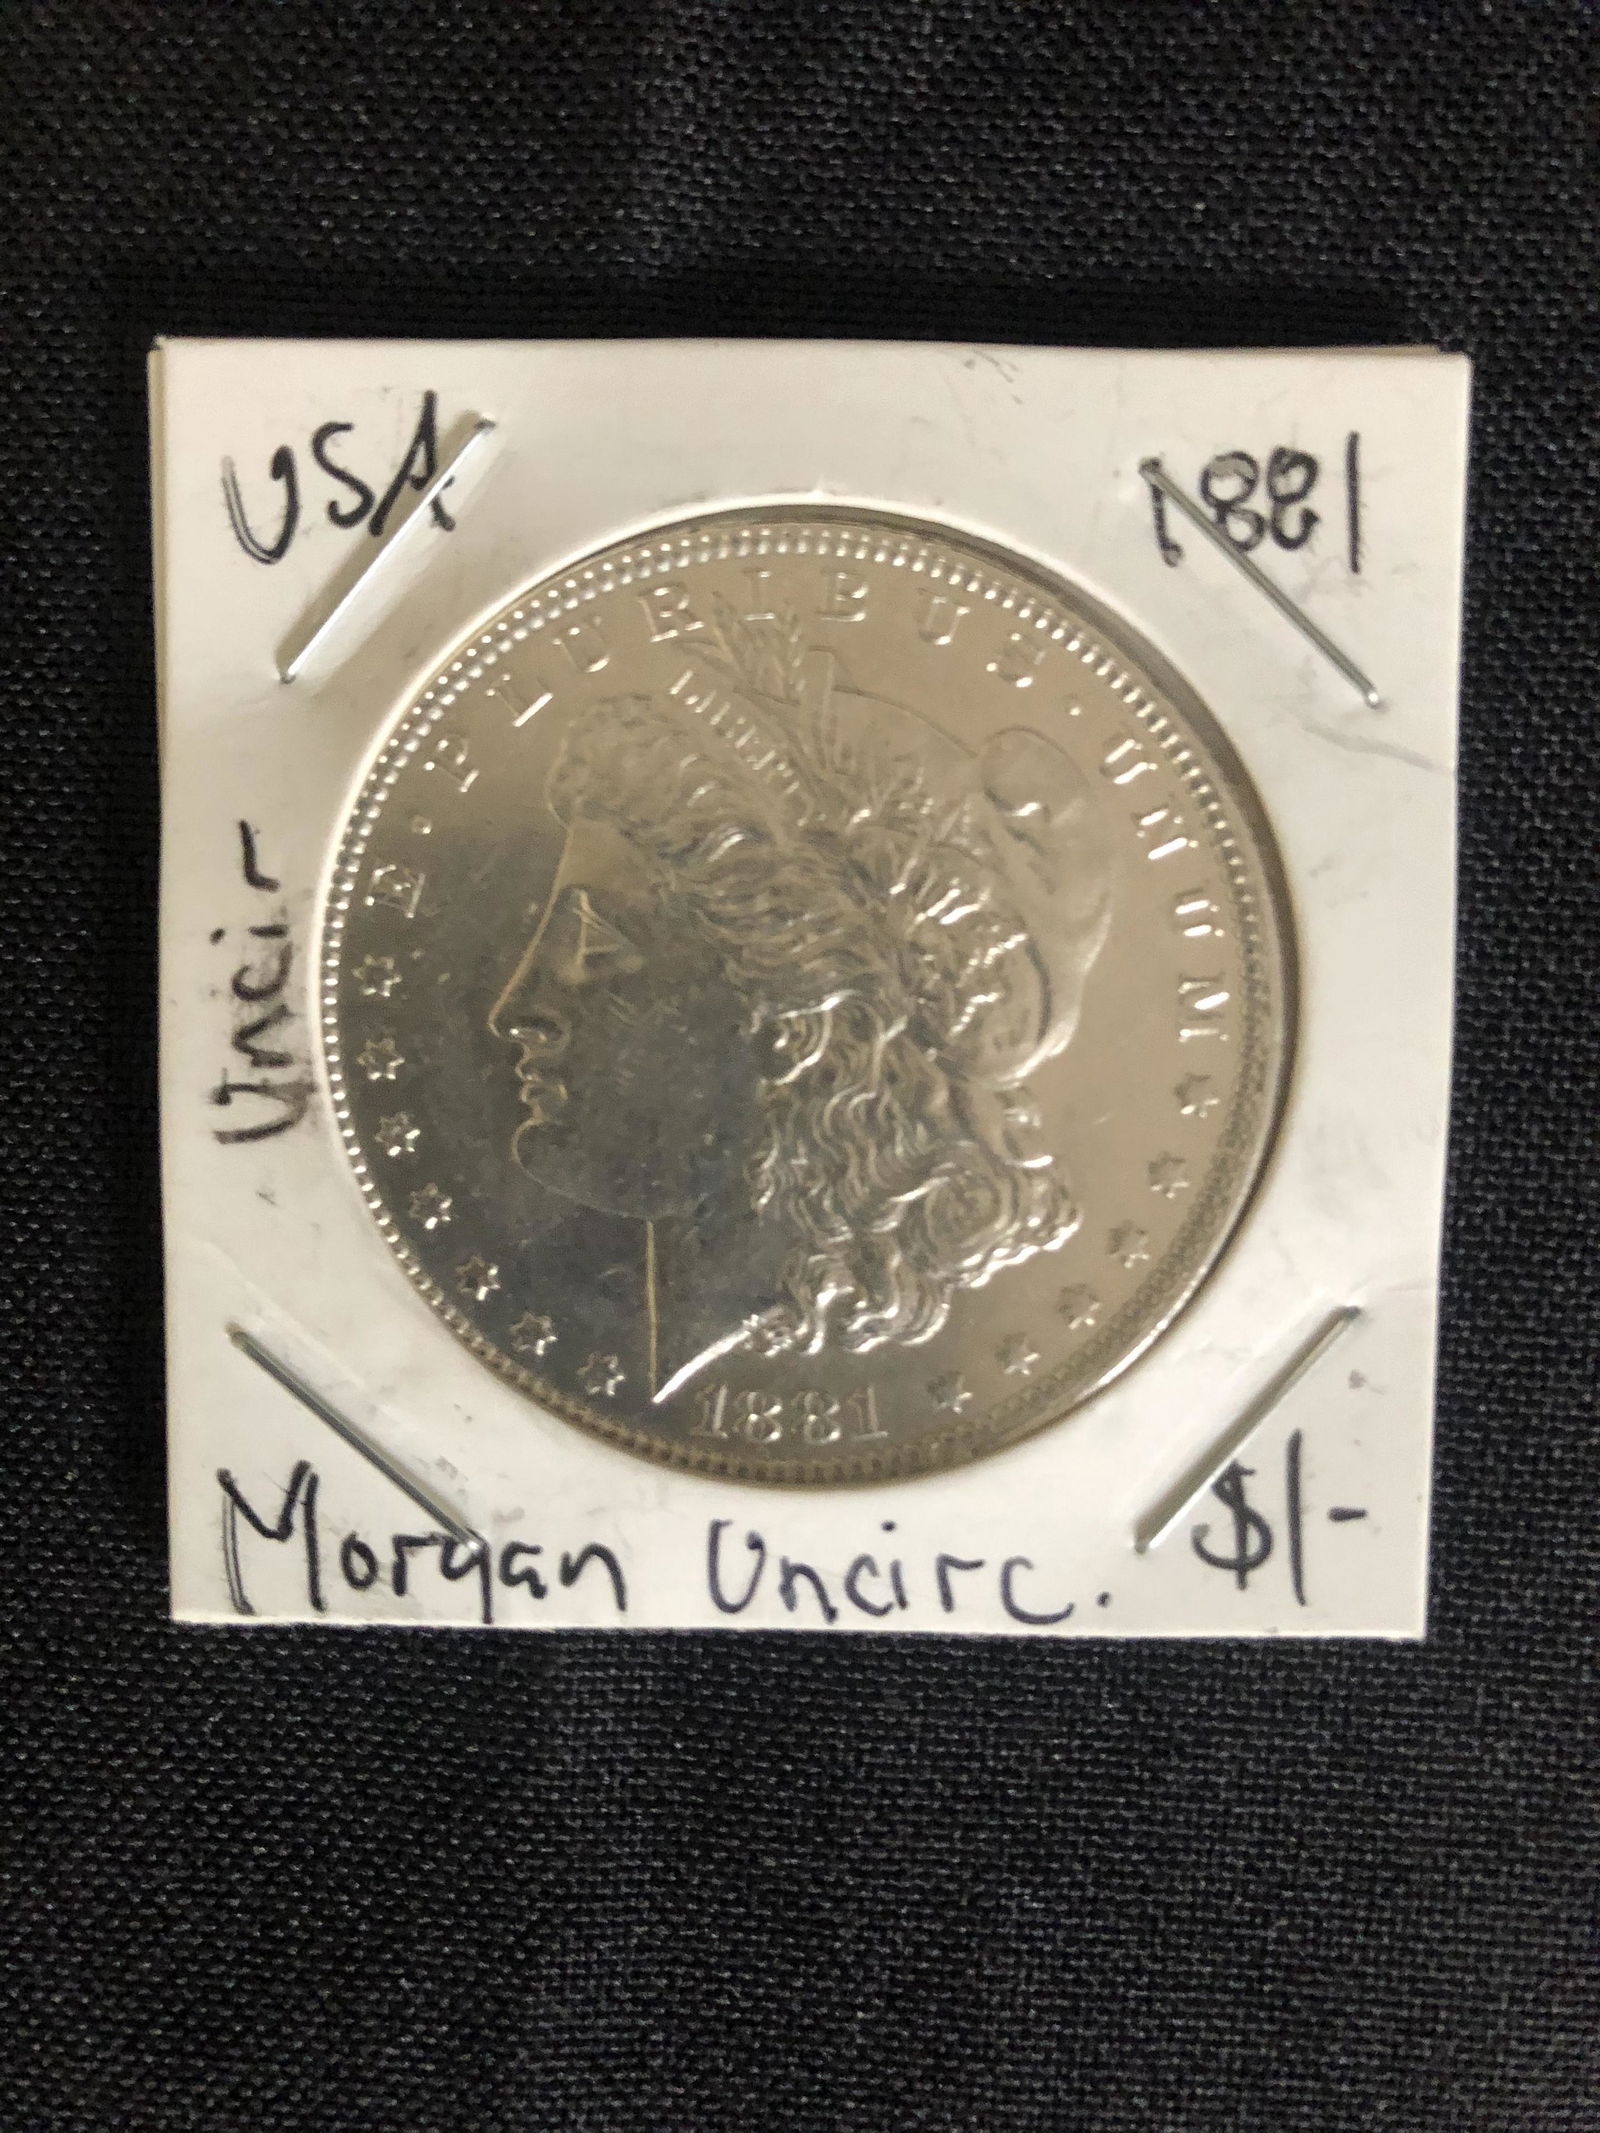 USA
1881
E · PLURIBUS · UNUM
LIBERTY
Uncir
1881
Morgan Uncirc. $1-